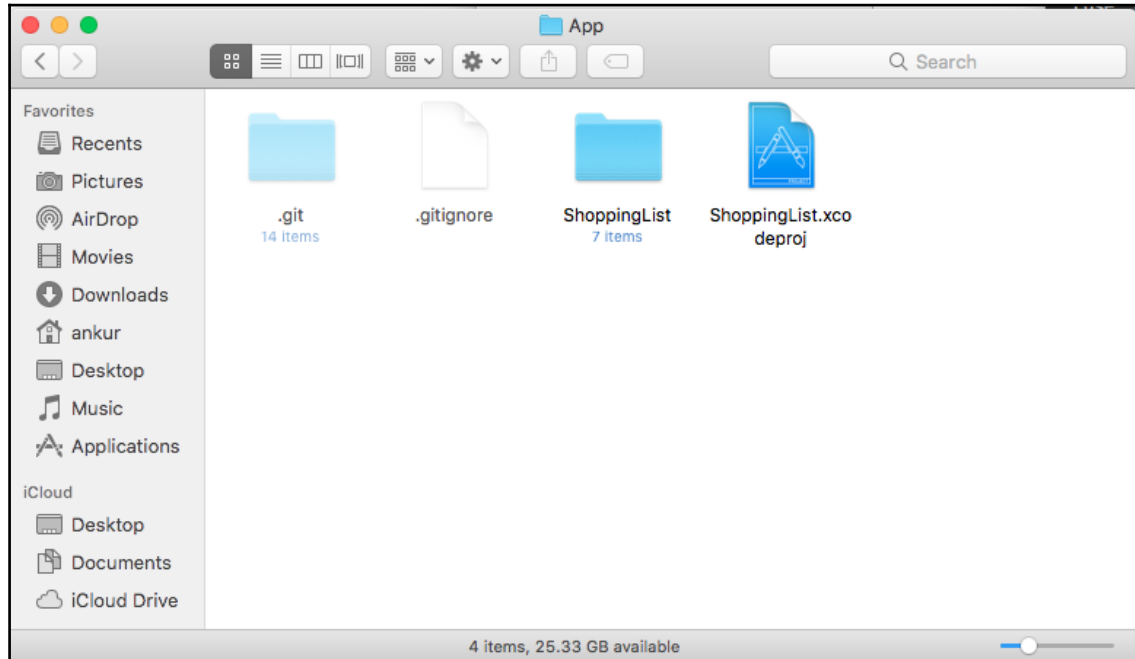 App
Search
Favorites
Recents
Pictures
AirDrop
Movies
Downloads
ankur
Desktop
Music
Applications
iCloud
Desktop
Documents
iCloud Drive
.git
14 items
.gitignore
ShoppingList
7 items
ShoppingList.xco
deproj
PROJECT
4 items, 25.33 GB available